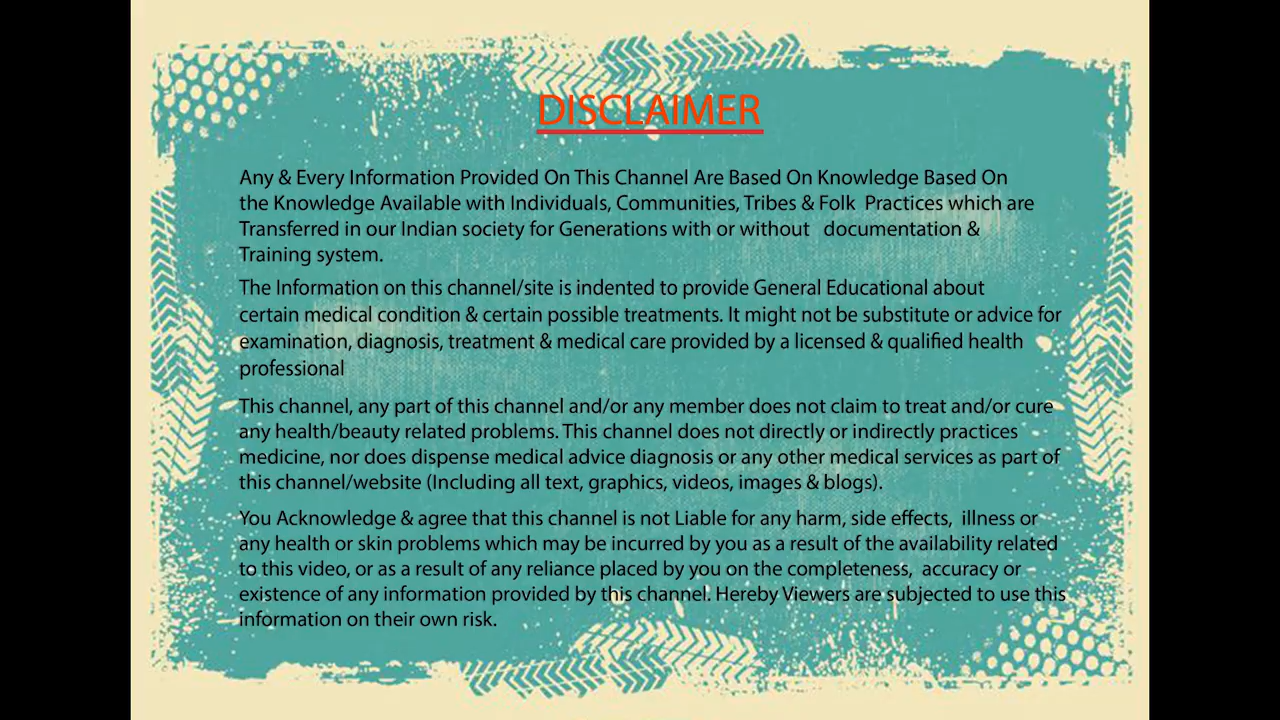 DISCLAIMER
Any & Every Information Provided On This Channel Are Based On Knowledge Based On
the Knowledge Available with Individuals, Communities, Tribes & Folk Practices which are
Transferred in our Indian society for Generations with or without documentation &
Training system.
The Information on this channel/site is indented to provide General Educational about
certain medical condition & certain possible treatments. It might not be substitute or advice for
examination, diagnosis, treatment & medical care provided by a licensed & qualified health
professional
This channel, any part of this channel and/or any member does not claim to treat and/or cure
any health/beauty related problems. This channel does not directly or indirectly practices
medicine, nor does dispense medical advice diagnosis or any other medical services as part of
this channel/website (Including all text, graphics, videos, images & blogs).
You Acknowledge & agree that this channel is not Liable for any harm, side effects, illness or
any health or skin problems which may be incurred by you as a result of the availability related
to this video, or as a result of any reliance placed by you on the completeness, accuracy or
existence of any information provided by this channel. Hereby Viewers are subjected to use this
information on their own risk.